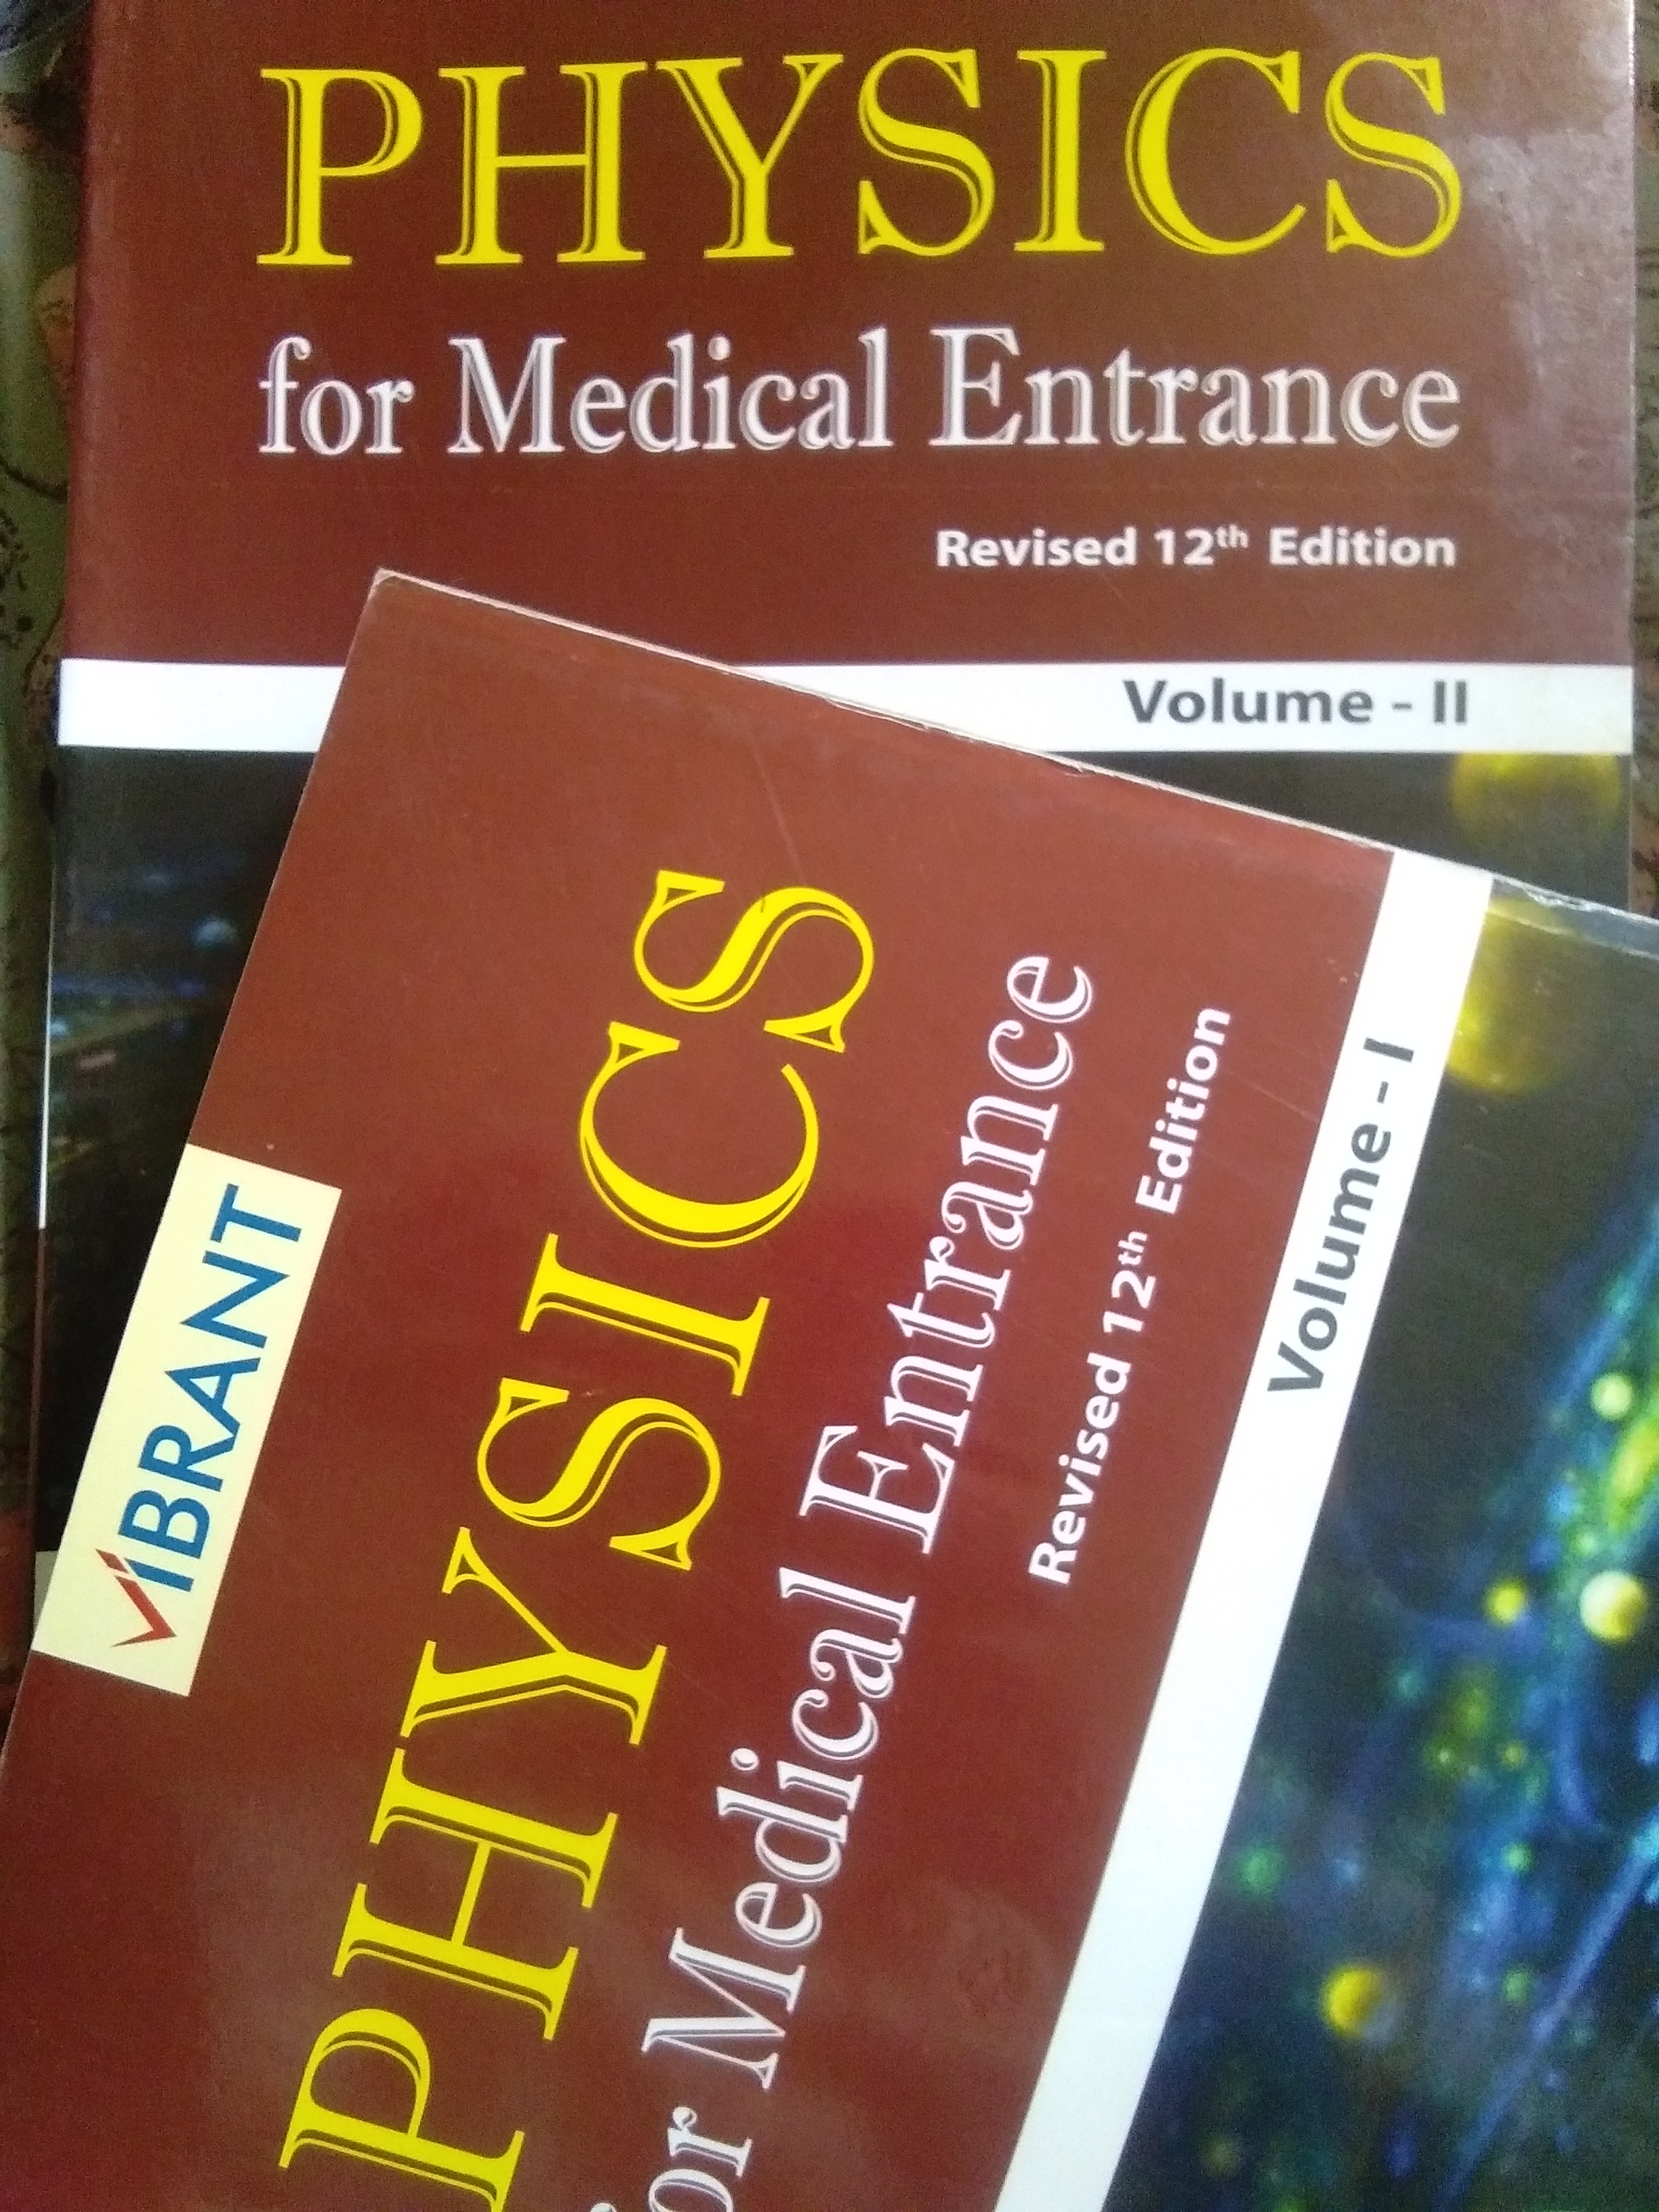 PHYSICS
for Medical Entrance
Revised 12th Edition
Volume - II
VIBRANT
PHYSICS
for Medical Entrance
Revised 12th Edition
Volume - I